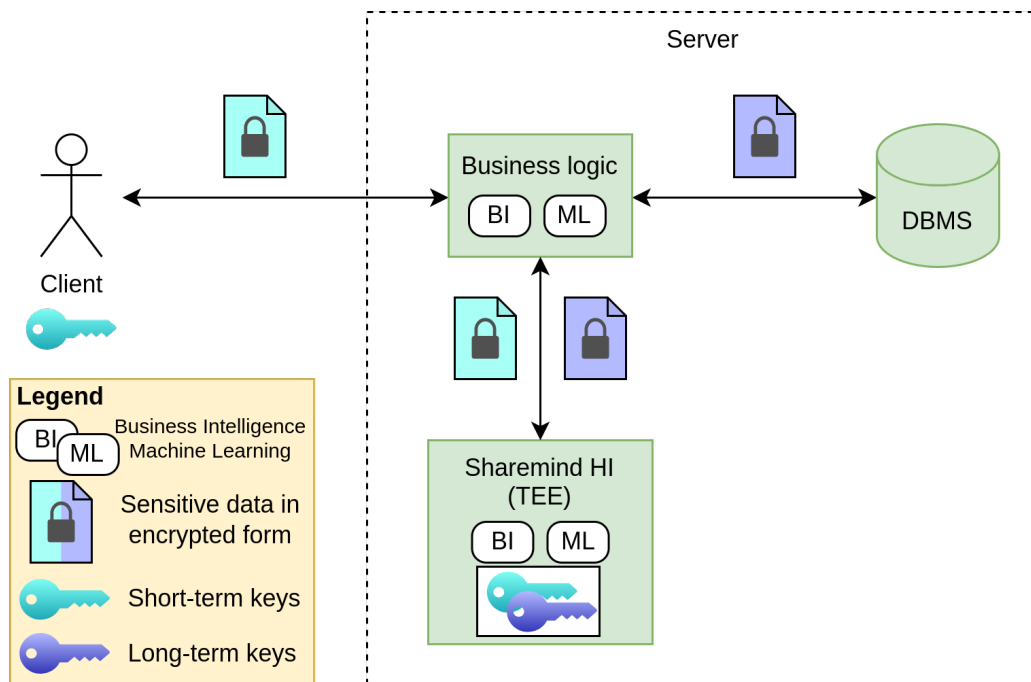 Server
Business logic
BI
ML
DBMS
Client
Sharemind HI
(TEE)
BI
ML
Legend
BI
ML
Business Intelligence
Machine Learning
Sensitive data in
encrypted form
Short-term keys
Long-term keys